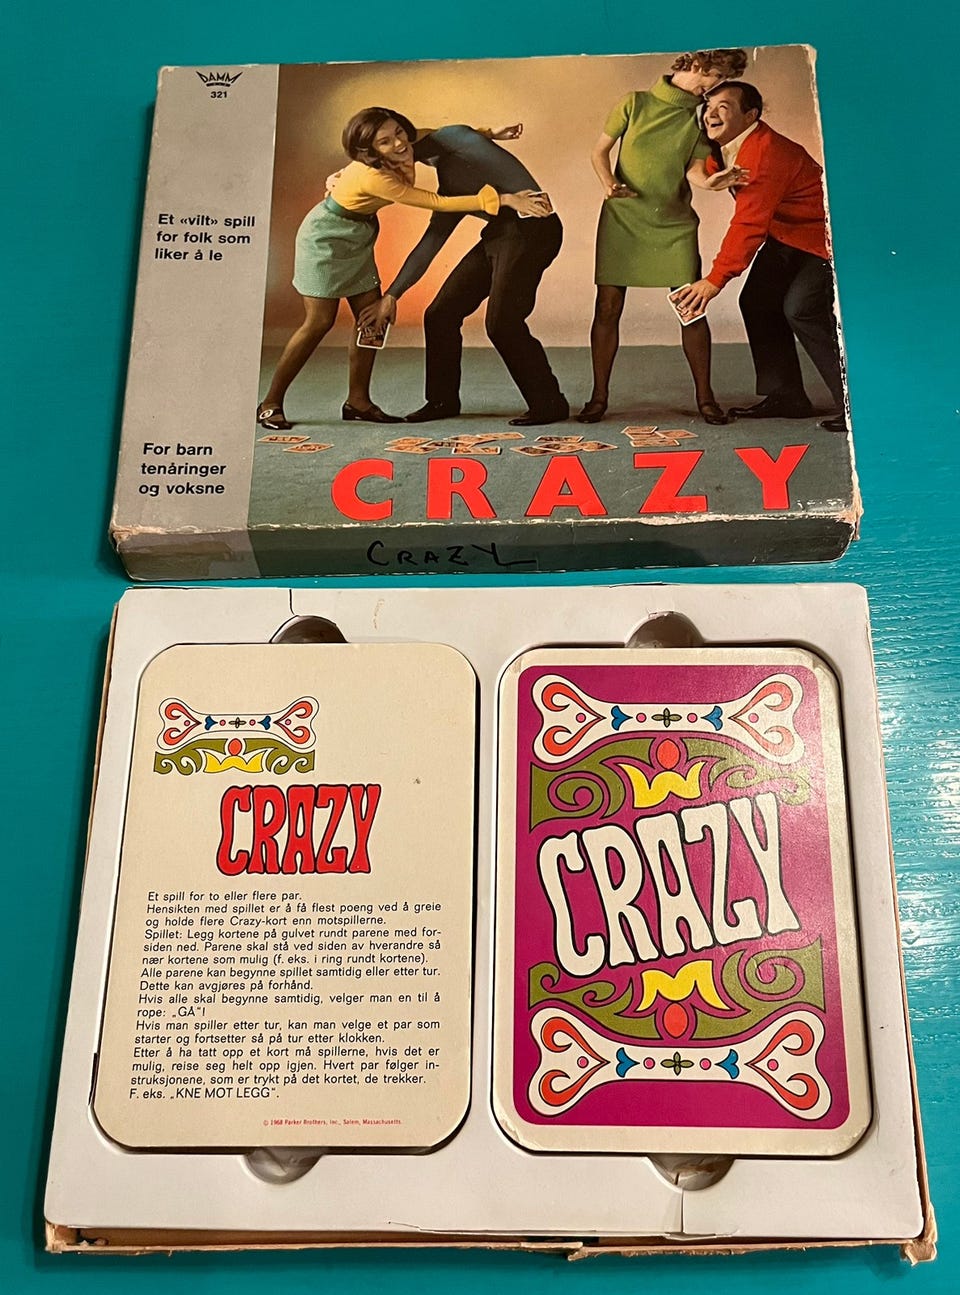 DAMM
321
Et «vilt» spill
for folk som
liker å le
For barn
tenåringer
og voksne
CRAZY
CRAZY
CRAZY
Et spill for to eller flere par.
Hensikten med spillet er å få flest poeng ved å greie
og holde flere Crazy-kort enn motspillerne.
Spillet: Legg kortene på gulvet rundt parene med for-
siden ned. Parene skal stå ved siden av hverandre så
nær kortene som mulig (f. eks. i ring rundt kortene).
Alle parene kan begynne spillet samtidig eller etter tur.
Dette kan avgjøres på forhånd.
Hvis alle skal begynne samtidig, velger man en til å
rope: „GÅ"!
Hvis man spiller etter tur, kan man velge et par som
starter og fortsetter så på tur etter klokken.
Etter å ha tatt opp et kort må spillerne, hvis det er
mulig, reise seg helt opp igjen. Hvert par følger in-
struksjonene, som er trykt på det kortet, de trekker.
F. eks. „KNE MOT LEGG".
© 1968 Parker Brothers, Inc., Salem, Massachusetts
CRAZY